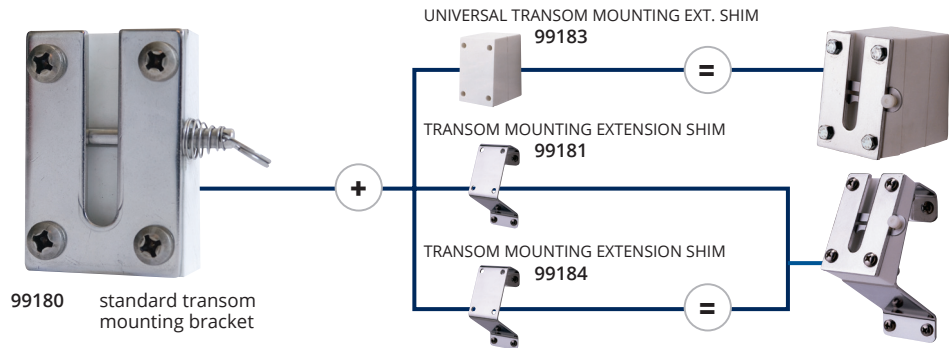 UNIVERSAL TRANSOM MOUNTING EXT. SHIM
99183
=
TRANSOM MOUNTING EXTENSION SHIM
99181
+
TRANSOM MOUNTING EXTENSION SHIM
99184
=
99180 standard transom
mounting bracket